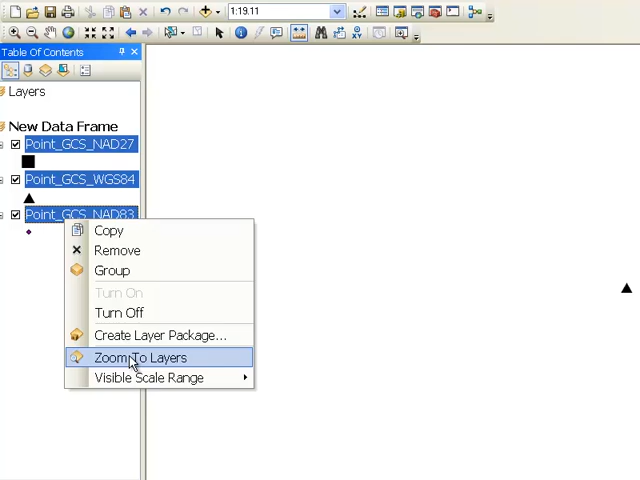 1:19.11
Table Of Contents
Layers
New Data Frame
Point_GCS_NAD27
Point_GCS_WGS84
Point_GCS_NAD83
Copy
Remove
Group
Turn On
Turn Off
Create Layer Package...
Zoom To Layers
Visible Scale Range